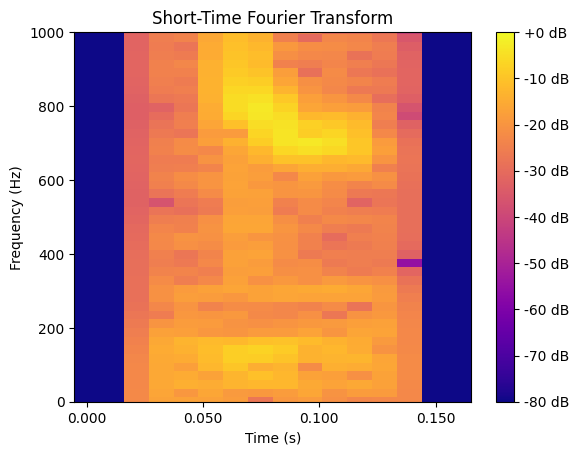 Short-Time Fourier Transform
1000
800
600
400
200
0
Frequency (Hz)
0.000
0.050
0.100
0.150
Time (s)
+0 dB
-10 dB
-20 dB
-30 dB
-40 dB
-50 dB
-60 dB
-70 dB
-80 dB